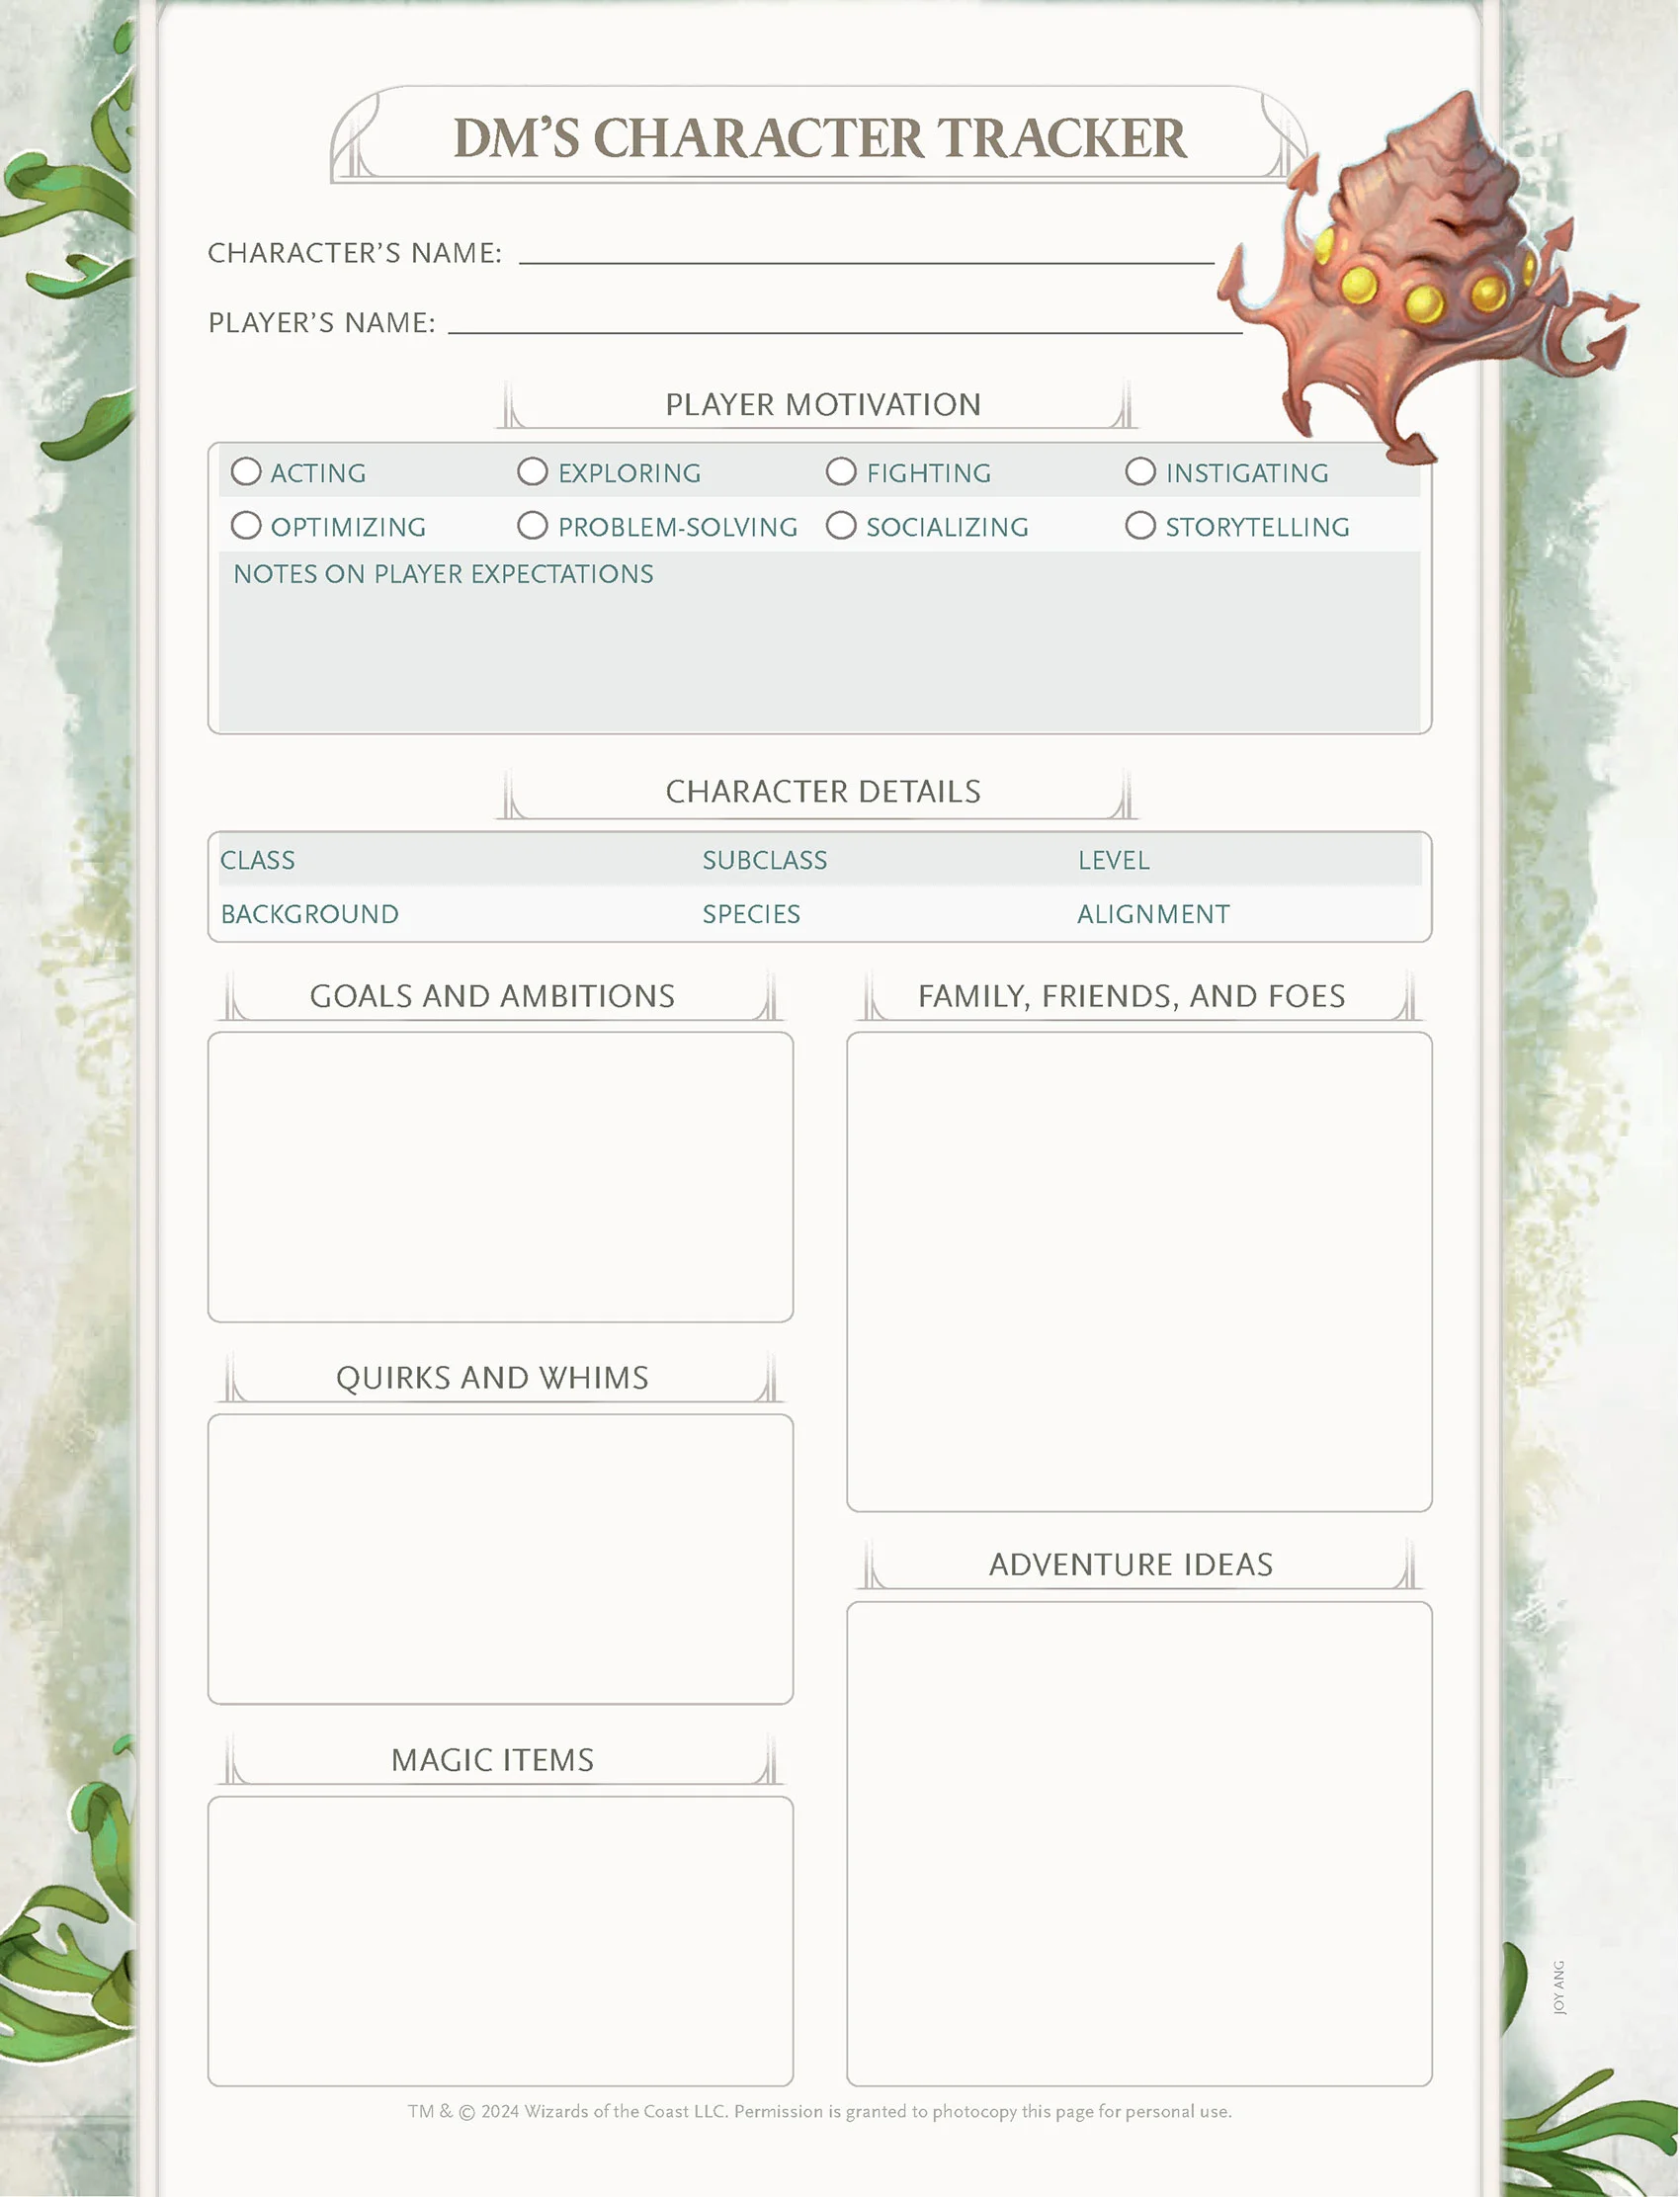 DM’S CHARACTER TRACKER
CHARACTER’S NAME:
PLAYER’S NAME:
PLAYER MOTIVATION
ACTING EXPLORING FIGHTING INSTIGATING
OPTIMIZING PROBLEM-SOLVING SOCIALIZING STORYTELLING
NOTES ON PLAYER EXPECTATIONS
CHARACTER DETAILS
CLASS SUBCLASS LEVEL
BACKGROUND SPECIES ALIGNMENT
GOALS AND AMBITIONS
QUIRKS AND WHIMS
MAGIC ITEMS
FAMILY, FRIENDS, AND FOES
ADVENTURE IDEAS
JOY ANG
TM & © 2024 Wizards of the Coast LLC. Permission is granted to photocopy this page for personal use.